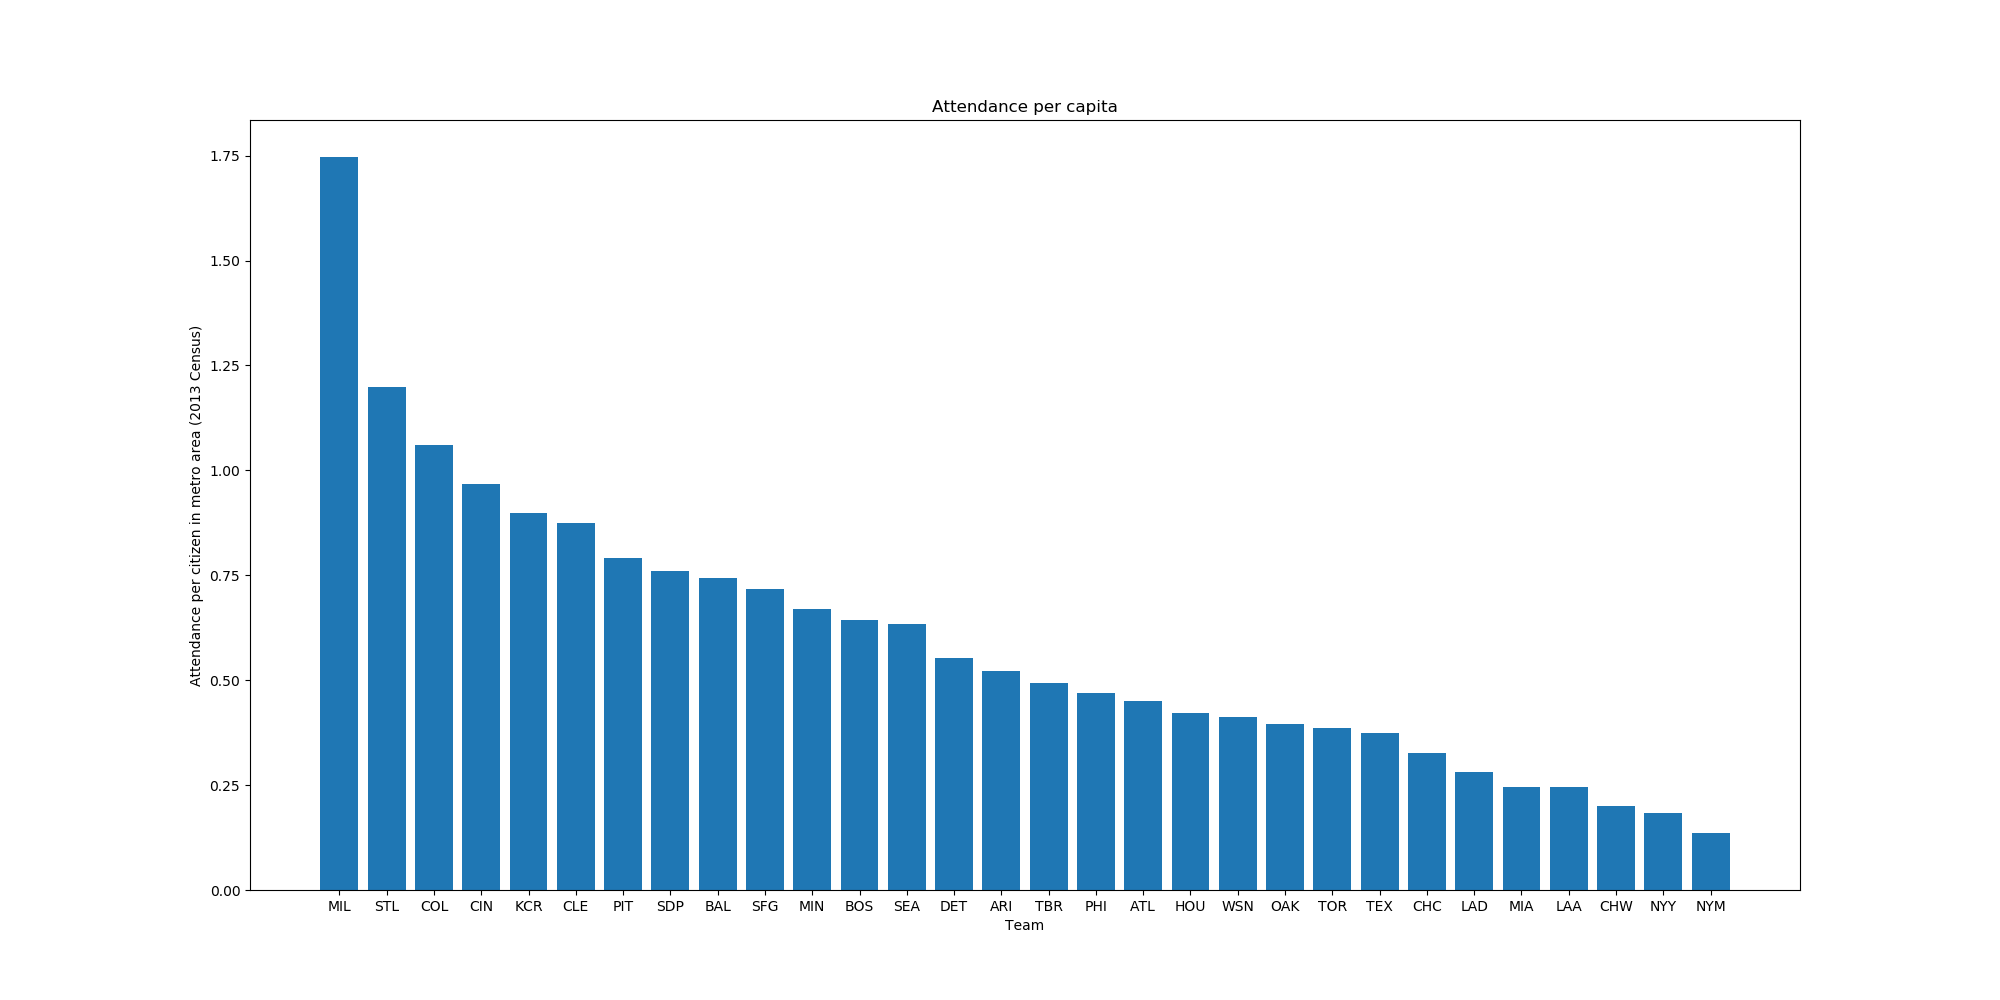 Attendance per capita
Attendance per citizen in metro area (2013 Census)
1.75
1.50
1.25
1.00
0.75
0.50
0.25
0.00
MIL STL COL CIN KCR CLE PIT SDP BAL SFG MIN BOS SEA DET ARI TBR PHI ATL HOU WSN OAK TOR TEX CHC LAD MIA LAA CHW NYY NYM
Team